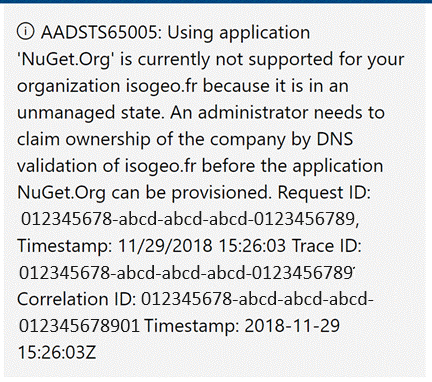 ⓘ AADSTS65005: Using application
'NuGet.Org' is currently not supported for your
organization isogeo.fr because it is in an
unmanaged state. An administrator needs to
claim ownership of the company by DNS
validation of isogeo.fr before the application
NuGet.Org can be provisioned. Request ID:
012345678-abcd-abcd-abcd-0123456789,
Timestamp: 11/29/2018 15:26:03 Trace ID:
012345678-abcd-abcd-abcd-0123456789
Correlation ID: 012345678-abcd-abcd-abcd-
012345678901 Timestamp: 2018-11-29
15:26:03Z